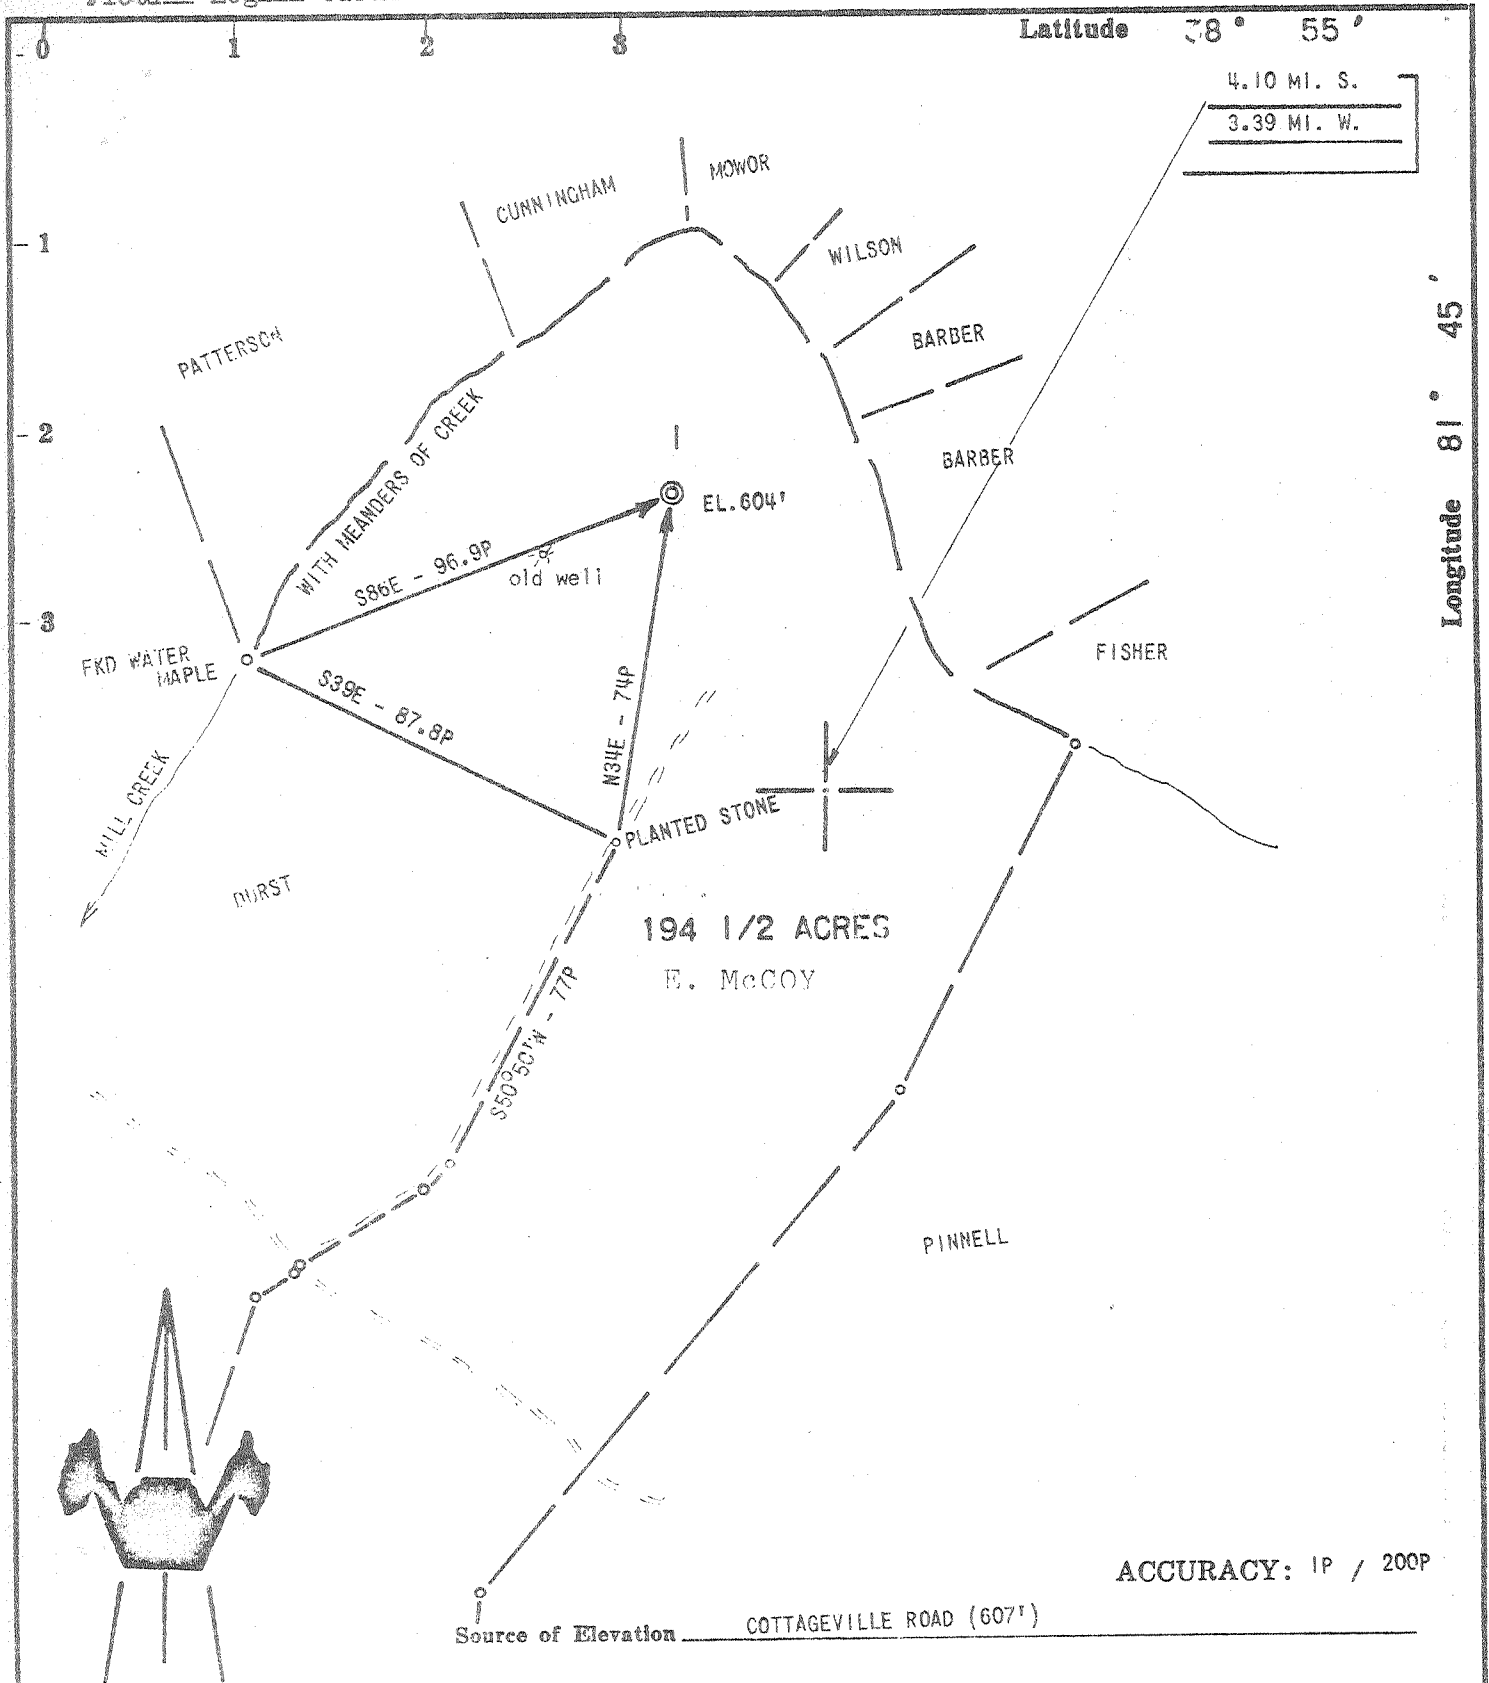 0 1 2 3
Latitude 38° 55'
4.10 MI. S.
3.39 MI. W.
MOWOR
CUNNINGHAM
- 1
WILSON
Longitude 81° 45'
PATTERSON
BARBER
WITH MEANDERS OF CREEK
- 2
BARBER
EL.604'
S86E - 96.9P
old well
- 3
FKD WATER
MAPLE
FISHER
S39E - 87.8P
N34E - 74P
MILL CREEK
PLANTED STONE
DURST
194 1/2 ACRES
E. McCOY
S50°50'W - 77P
PINNELL
ACCURACY: 1P / 200P
Source of Elevation COTTAGEVILLE ROAD (607')